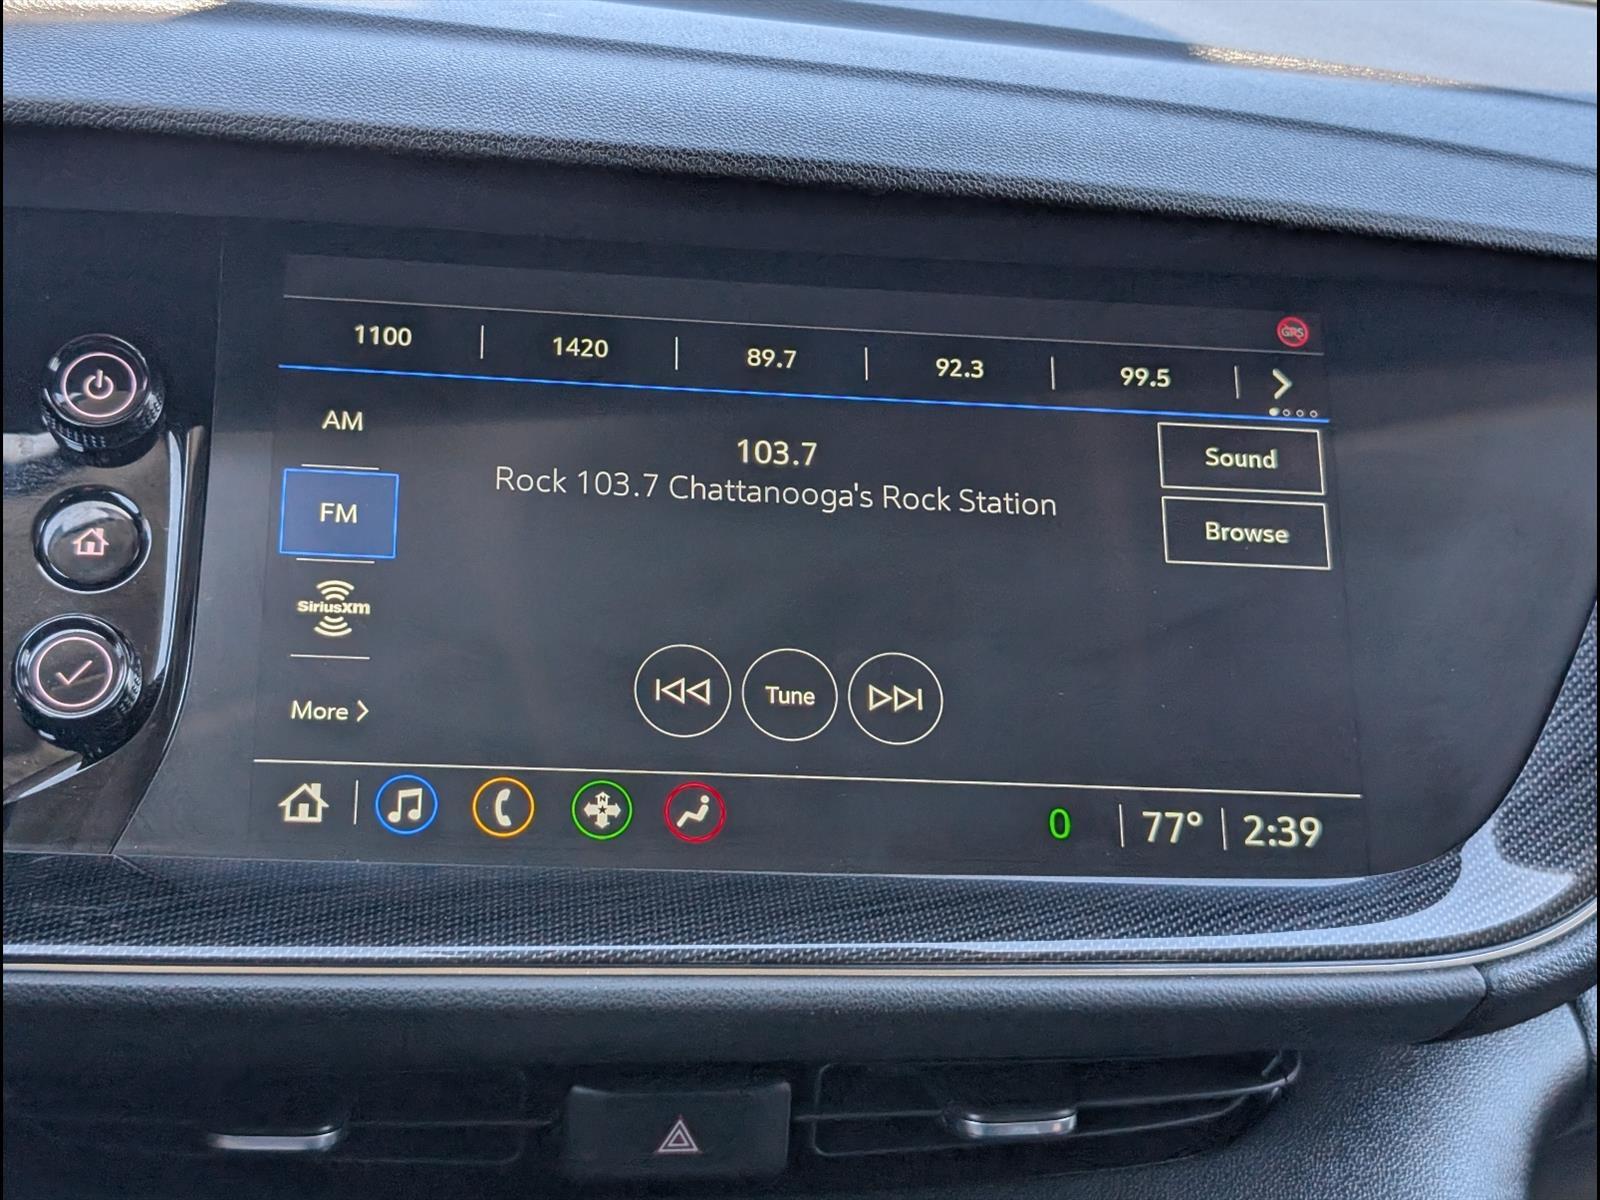 1100 | 1420 | 89.7 | 92.3 | 99.5
AM
103.7
Sound
Rock 103.7 Chattanooga's Rock Station
FM
Browse
SiriusXm
Tune
More
N
0 | 77° | 2:39